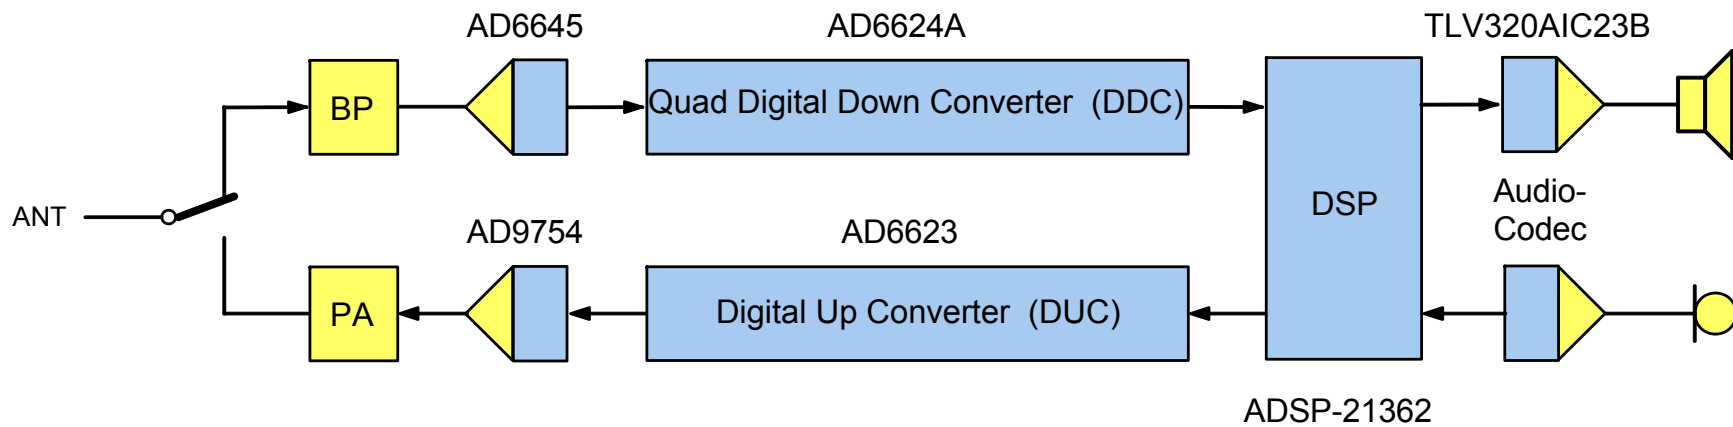 AD6645
AD6624A
TLV320AIC23B
BP
Quad Digital Down Converter (DDC)
DSP
ANT
Audio-
Codec
AD9754
AD6623
PA
Digital Up Converter (DUC)
ADSP-21362